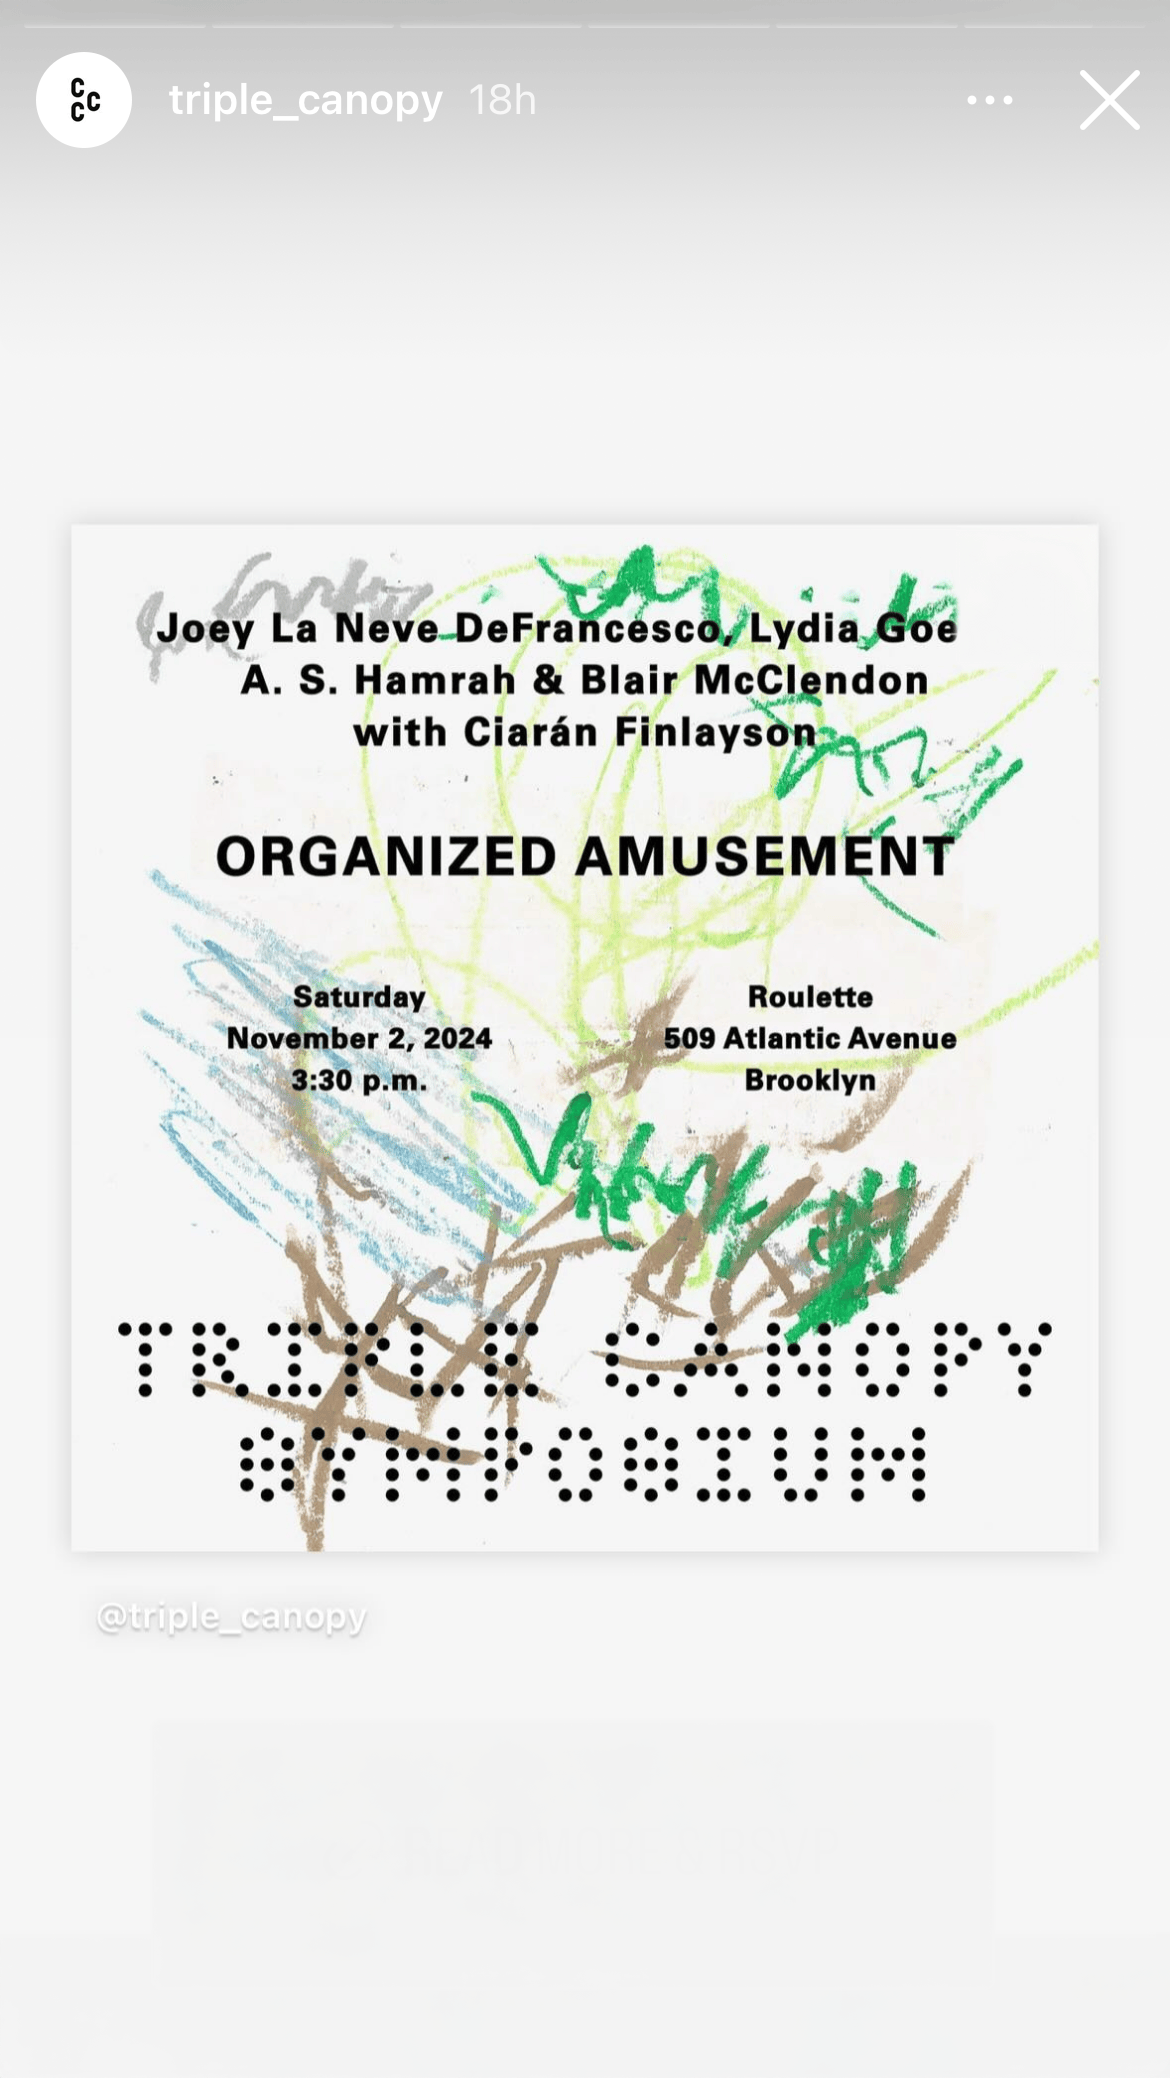 triple_canopy 18h
Joey La Neve DeFrancesco, Lydia Goe
A. S. Hamrah & Blair McClendon
with Ciarán Finlayson
ORGANIZED AMUSEMENT
Saturday
November 2, 2024
3:30 p.m.
Roulette
509 Atlantic Avenue
Brooklyn
TRIPLE CANOPY
SYMPOSIUM
@triple_canopy